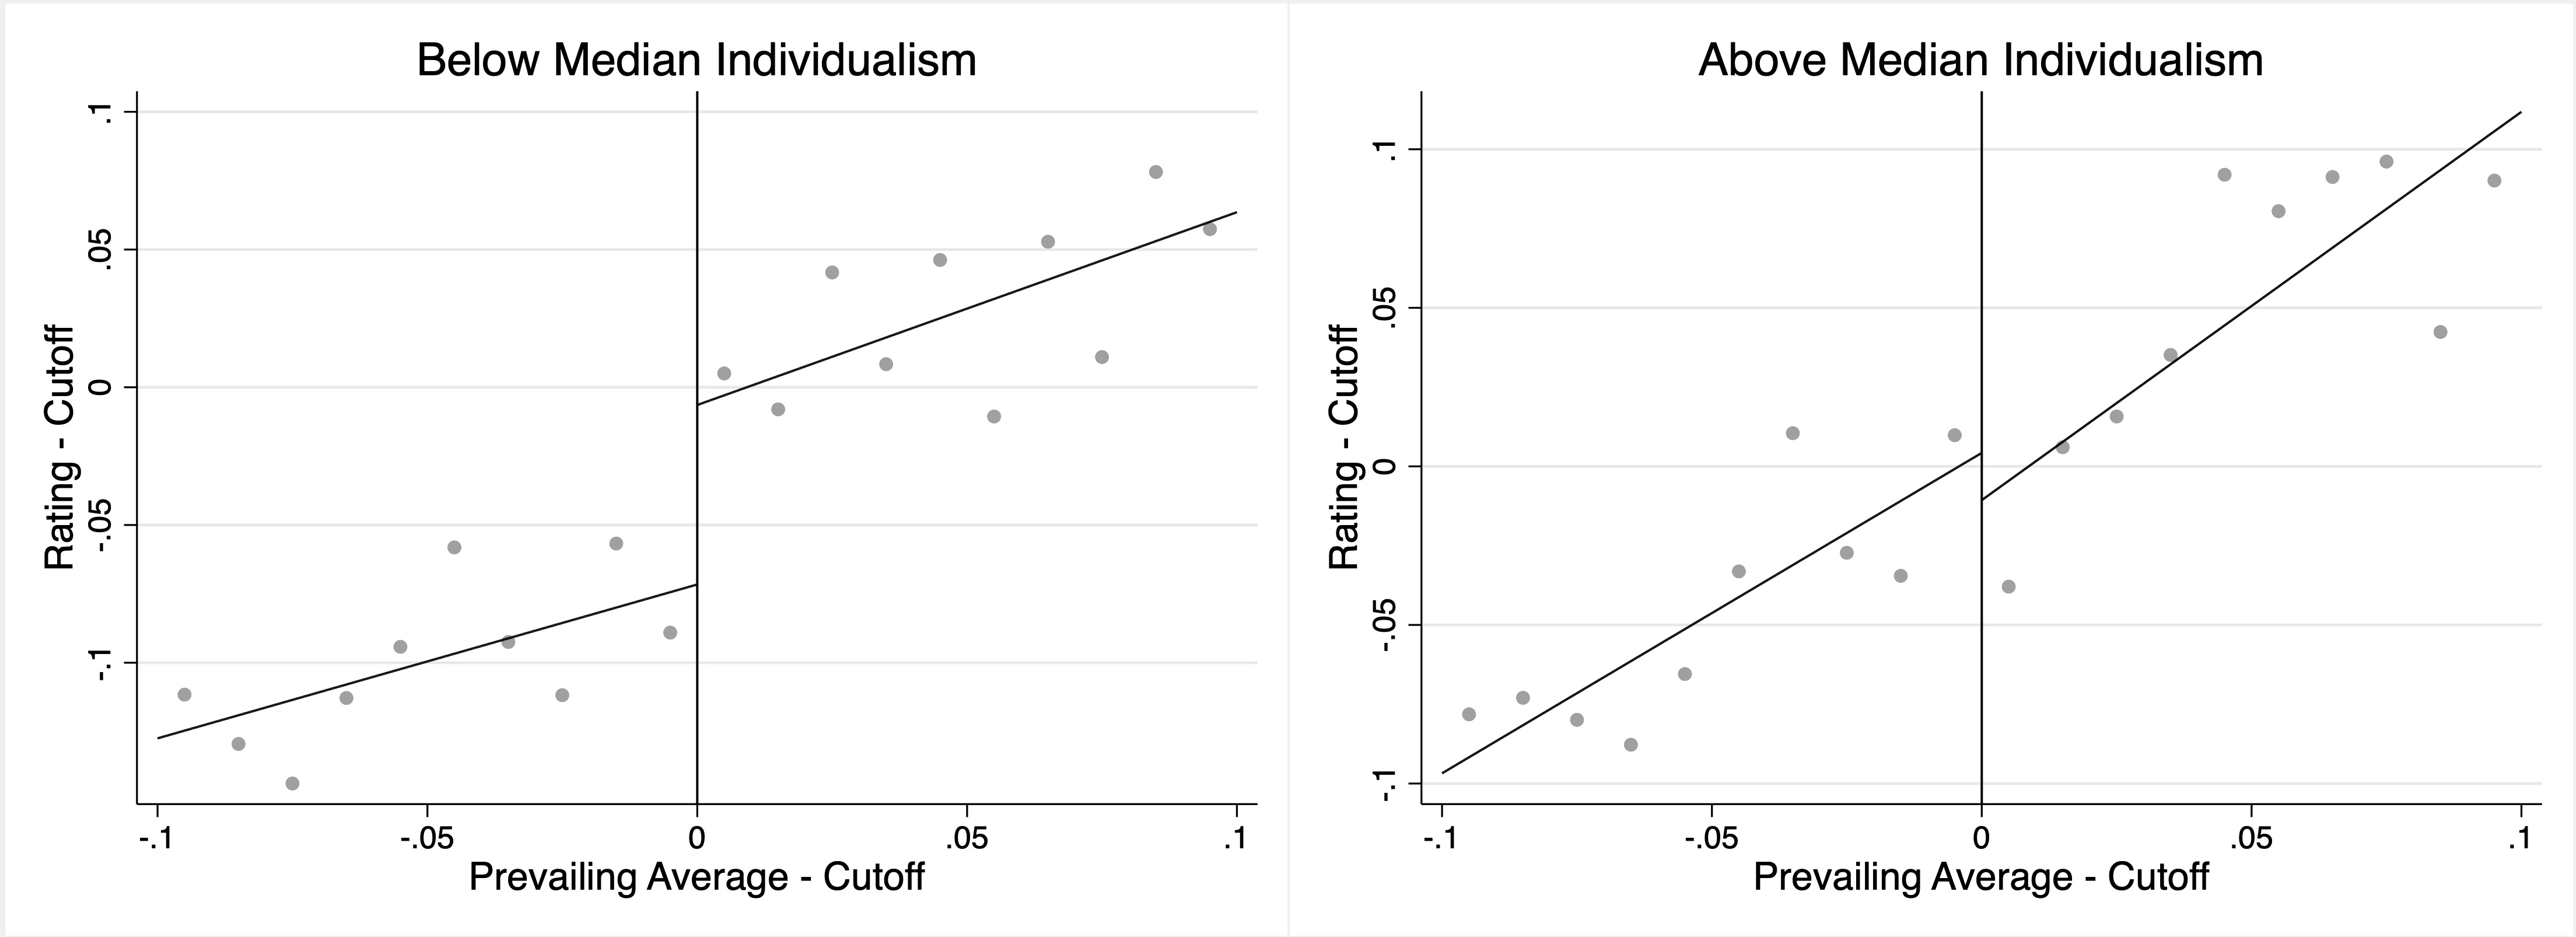 Below Median Individualism
Rating - Cutoff
.1
.05
0
-.05
-.1
-.1 -.05 0 .05 .1
Prevailing Average - Cutoff
Above Median Individualism
Rating - Cutoff
.1
.05
0
-.05
-.1
-.1 -.05 0 .05 .1
Prevailing Average - Cutoff